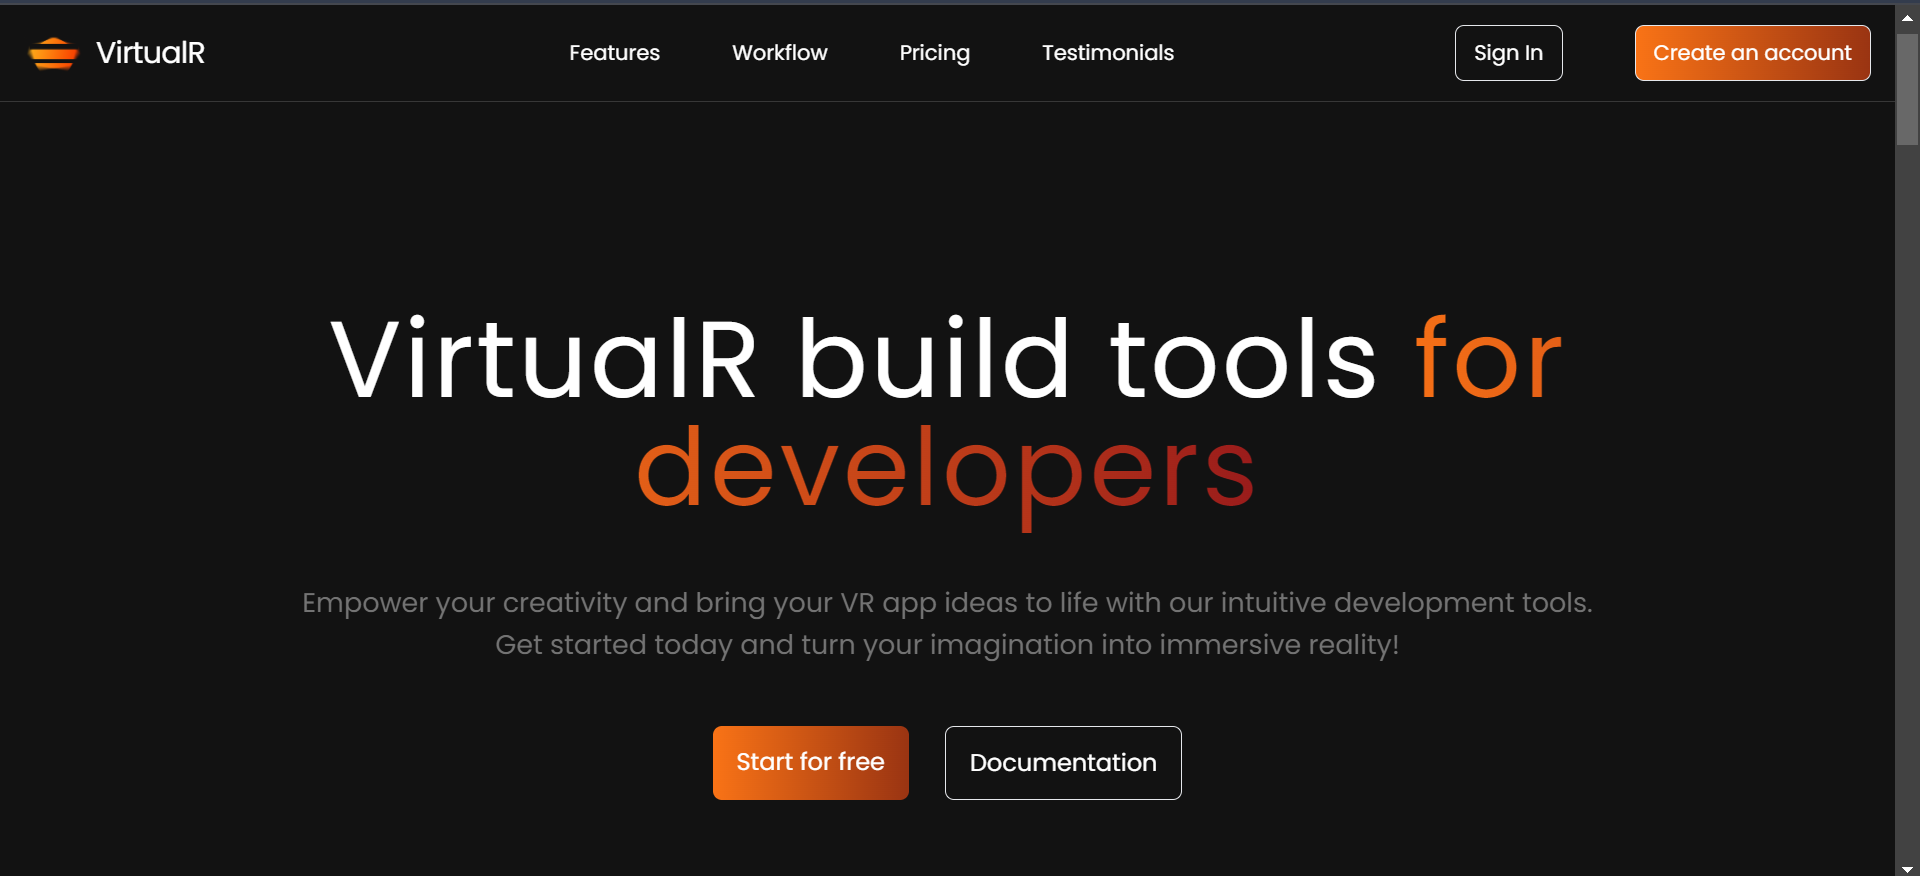 VirtualR
Features
Workflow
Pricing
Testimonials
Sign In
Create an account
VirtualR build tools for
developers
Empower your creativity and bring your VR app ideas to life with our intuitive development tools.
Get started today and turn your imagination into immersive reality!
Start for free
Documentation